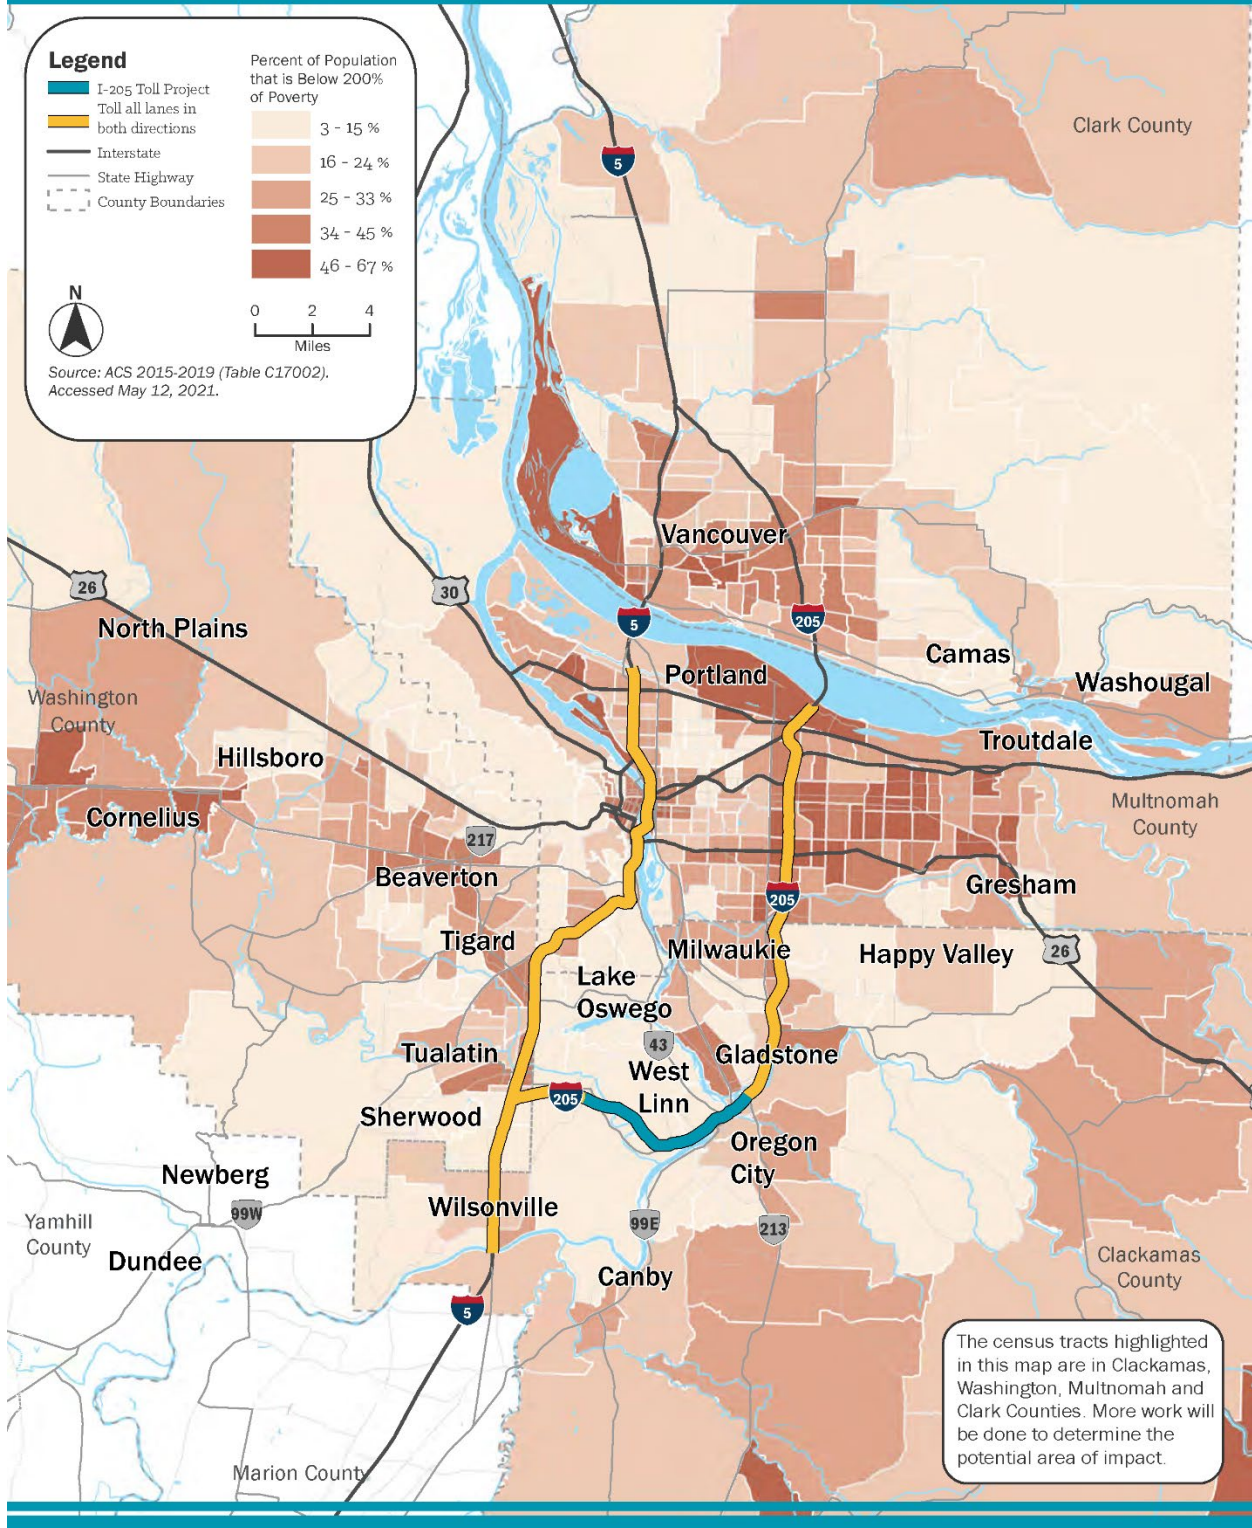 Legend
I-205 Toll Project
Toll all lanes in
both directions
Interstate
State Highway
County Boundaries
Percent of Population
that is Below 200%
of Poverty
3 - 15 %
16 - 24 %
25 - 33 %
34 - 45 %
46 - 67 %
N
0 2 4
Miles
Source: ACS 2015-2019 (Table C17002).
Accessed May 12, 2021.
Clark County
5
Vancouver
26
30
North Plains
5
205
Camas
Portland
Washougal
Washington
County
Troutdale
Hillsboro
Multnomah
County
Cornelius
217
Beaverton
Gresham
205
Tigard
Milwaukie
Happy Valley
26
Lake
Oswego
43
Tualatin
Gladstone
West
Linn
205
Sherwood
Oregon
City
Newberg
Wilsonville
99W
Yamhill
County
99E
213
Dundee
Clackamas
County
Canby
5
The census tracts highlighted
in this map are in Clackamas,
Washington, Multnomah and
Clark Counties. More work will
be done to determine the
potential area of impact.
Marion County